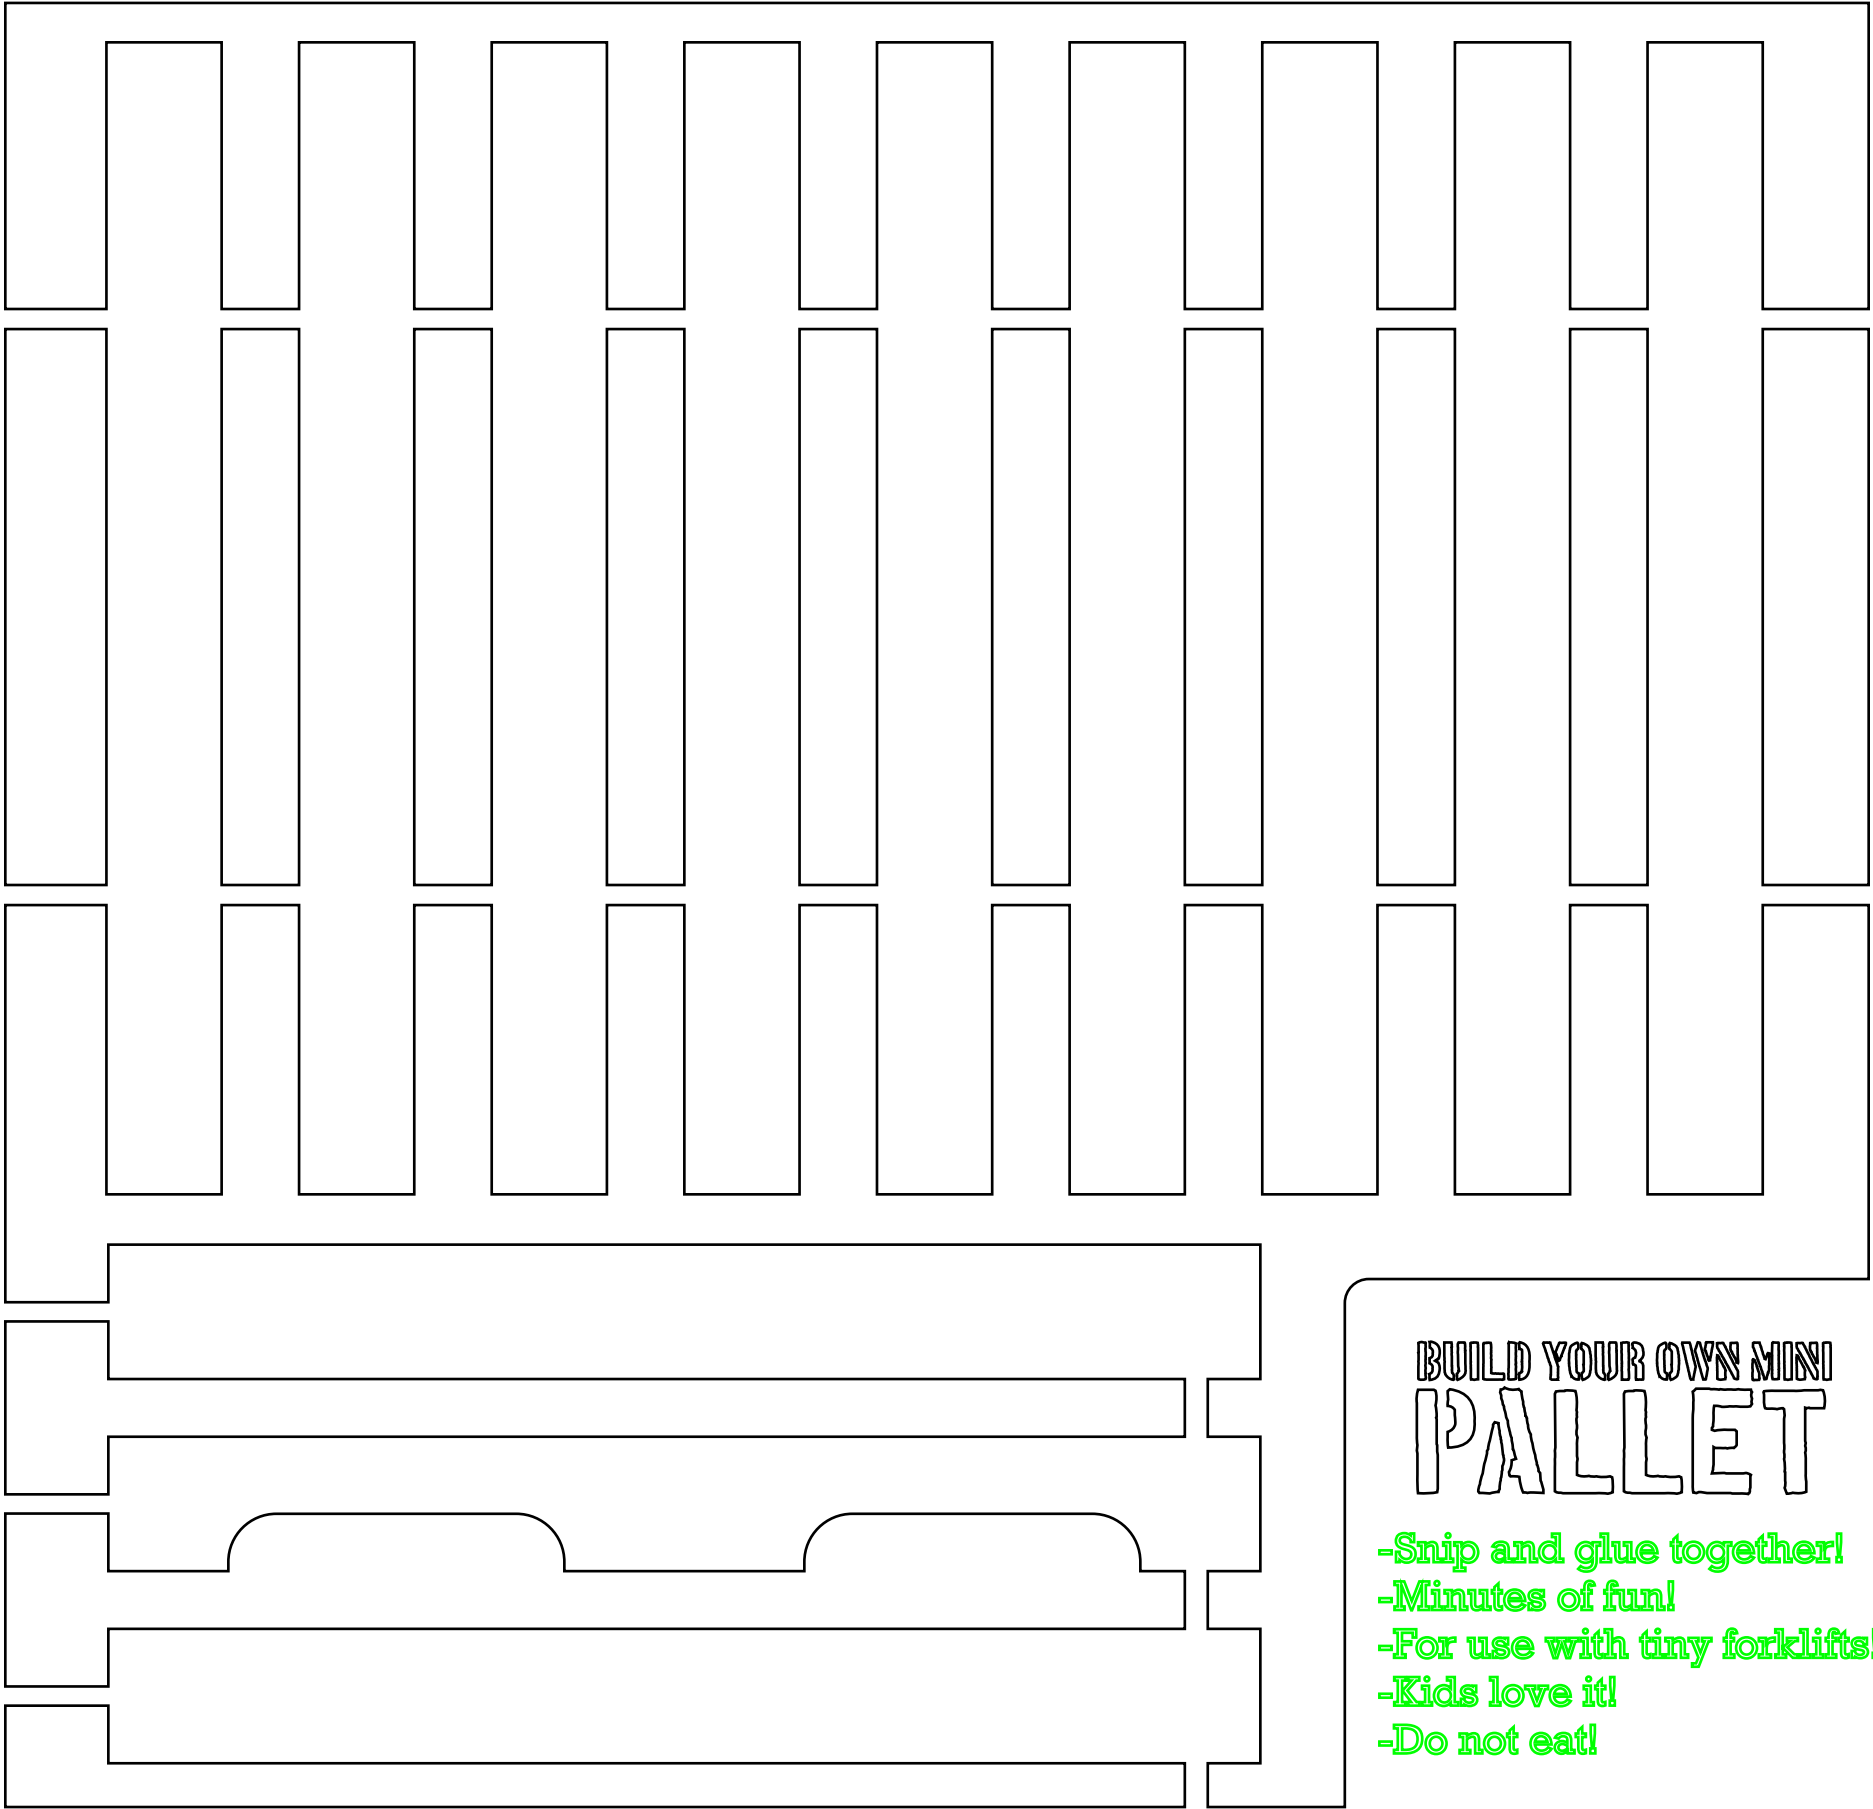 BUILD YOUR OWN MINI
PALLET
-Snip and glue together!
-Minutes of fun!
-For use with tiny forklifts!
-Kids love it!
-Do not eat!